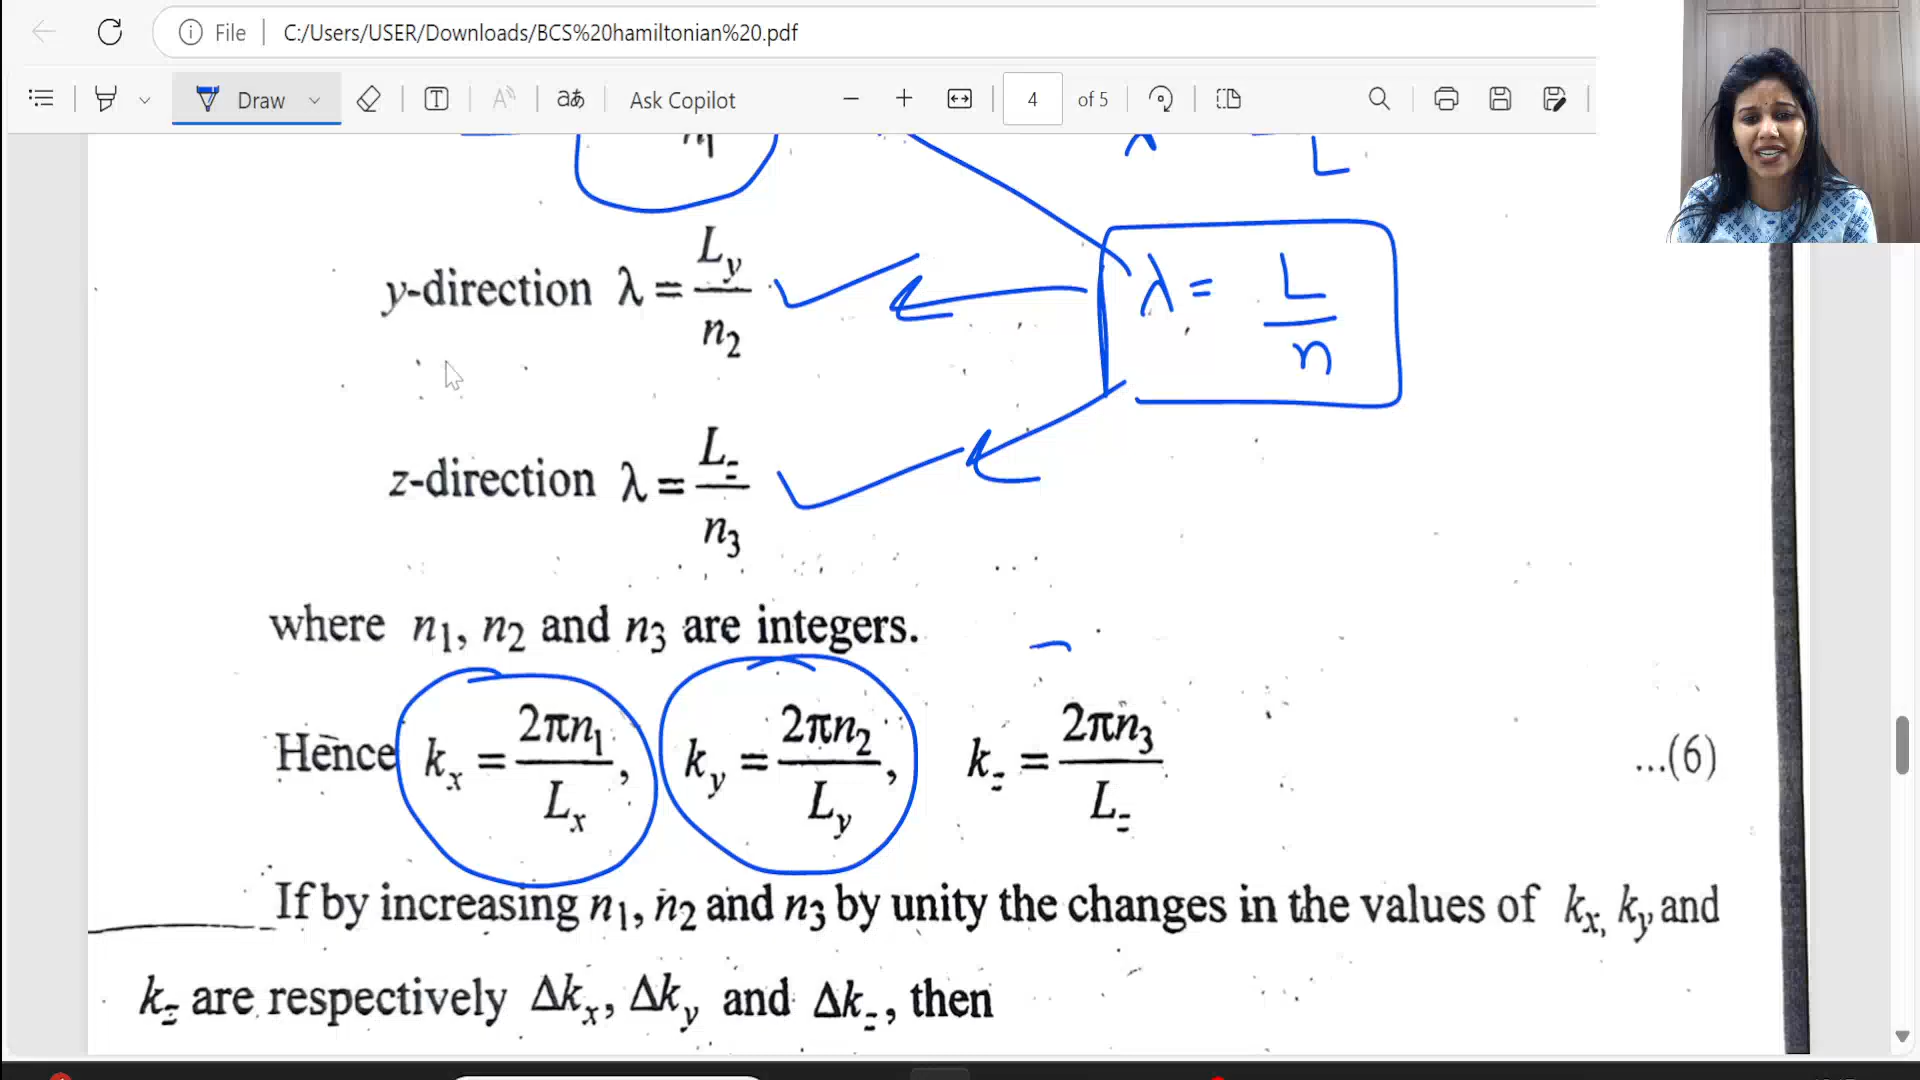 File C:/Users/USER/Downloads/BCS%20hamiltonian%20.pdf
Draw Ask Copilot 4 of 5
L
y-direction λ = L_y / n_2
λ = L / n
z-direction λ = L_z / n_3
where n_1, n_2 and n_3 are integers.
Hence k_x = 2πn_1 / L_x, k_y = 2πn_2 / L_y, k_z = 2πn_3 / L_z ...(6)
If by increasing n_1, n_2 and n_3 by unity the changes in the values of k_x, k_y and
k_z are respectively Δk_x, Δk_y and Δk_z, then